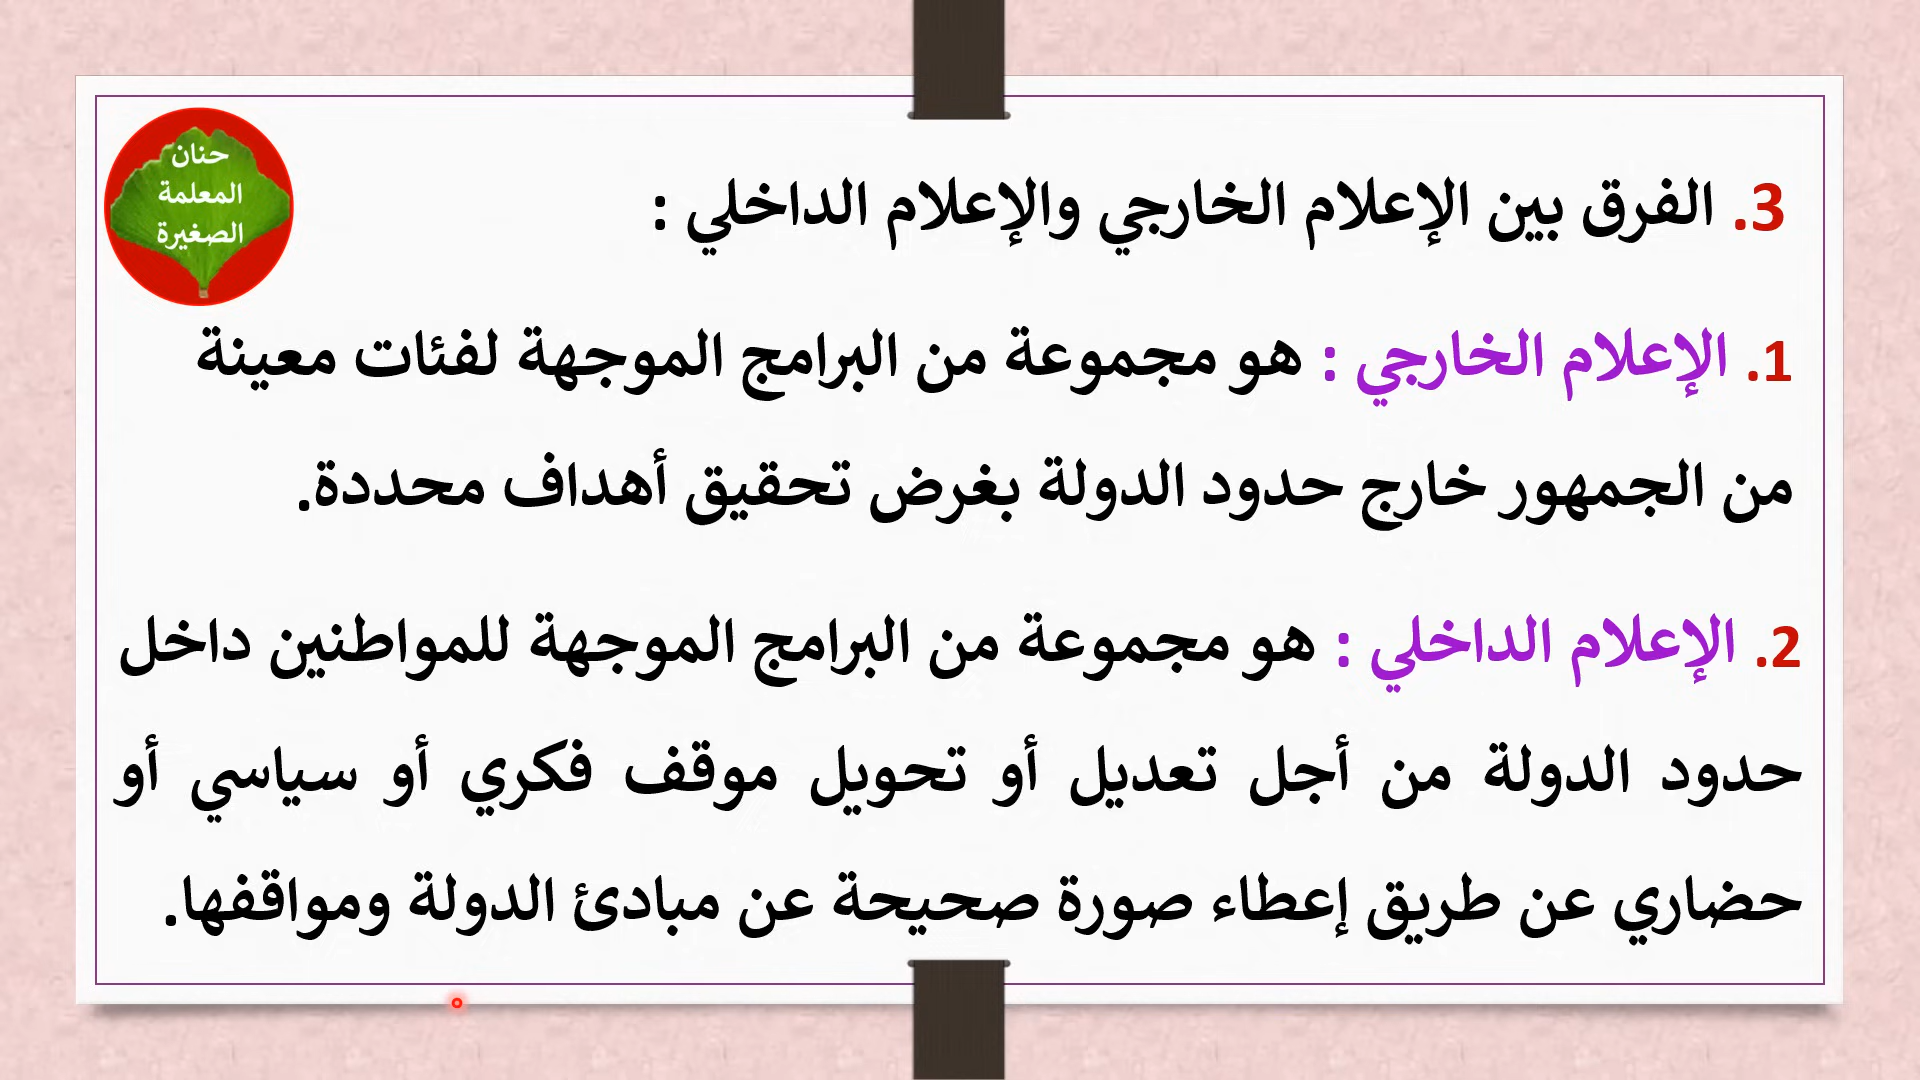 حنان
المعلمة
الصغيرة
3. الفرق بين الإعلام الخارجي والإعلام الداخلي :
1. الإعلام الخارجي : هو مجموعة من البرامج الموجهة لفئات معينة
من الجمهور خارج حدود الدولة بغرض تحقيق أهداف محددة.
2. الإعلام الداخلي : هو مجموعة من البرامج الموجهة للمواطنين داخل
حدود الدولة من أجل تعديل أو تحويل موقف فكري أو سياسي أو
حضاري عن طريق إعطاء صورة صحيحة عن مبادئ الدولة ومواقفها.